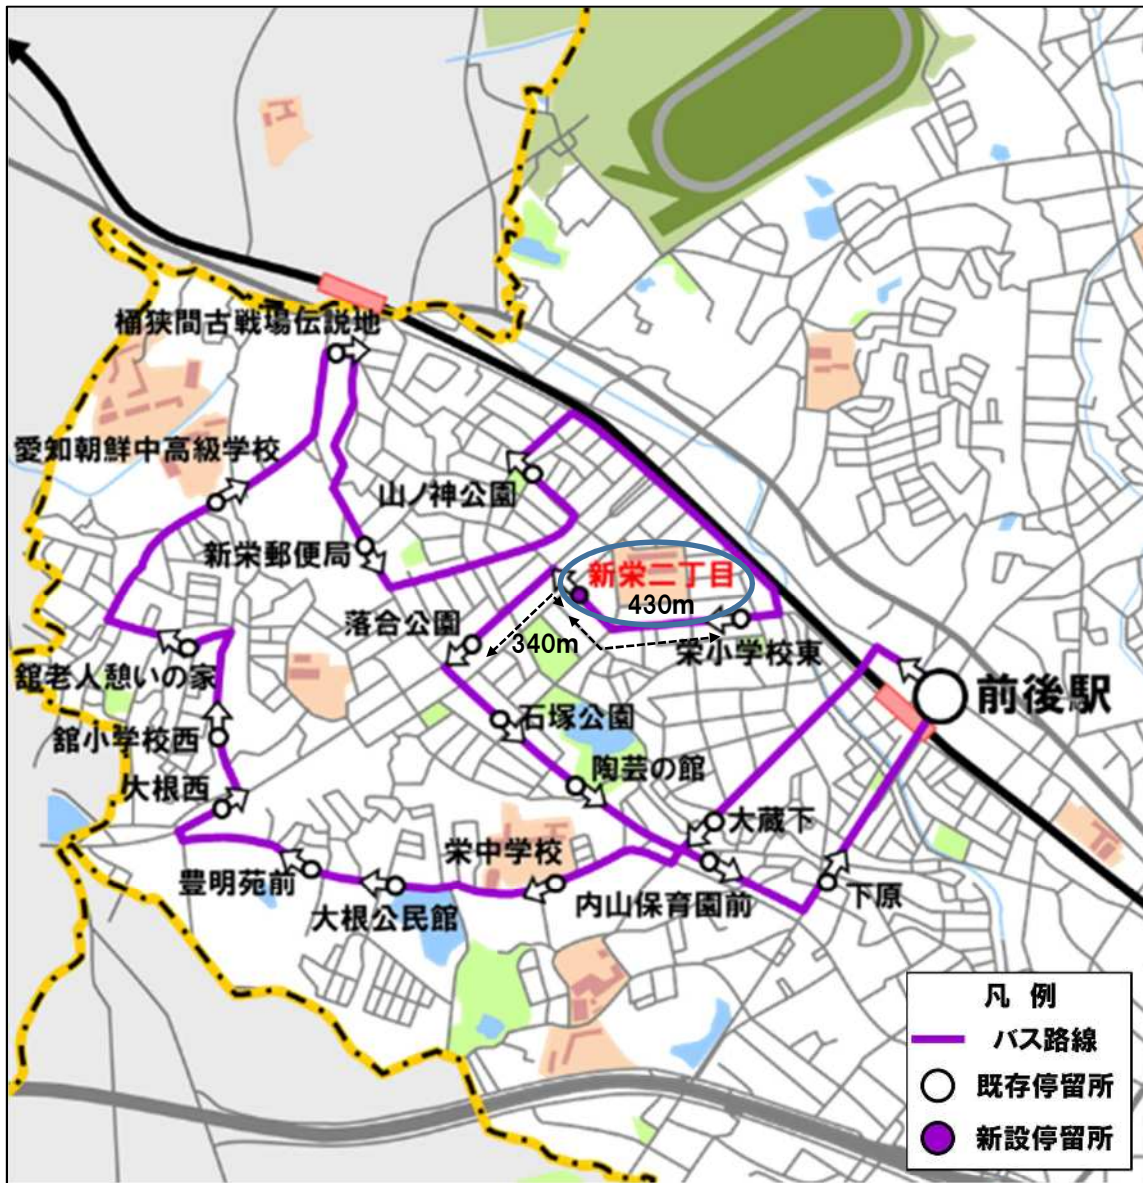 桶狭間古戦場伝説地
愛知朝鮮中高級学校
山ノ神公園
新栄郵便局
新栄二丁目
430m
落合公園
340m
栄小学校東
舘老人憩いの家
前後駅
舘小学校西
石塚公園
大根西
陶芸の館
大蔵下
栄中学校
豊明苑前
内山保育園前
下原
大根公民館
凡 例
バス路線
既存停留所
新設停留所